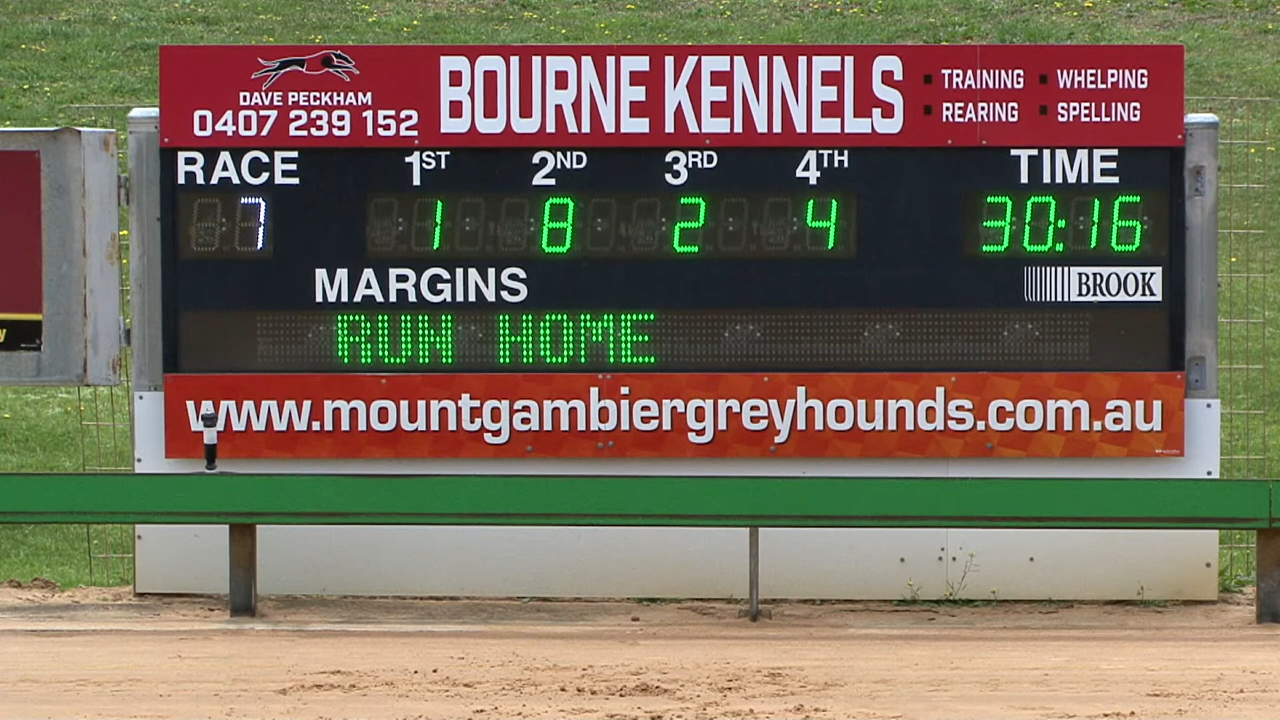 DAVE PECKHAM
0407 239 152
BOURNE KENNELS
TRAINING
WHELPING
REARING
SPELLING
RACE 1ST 2ND 3RD 4TH TIME
7 1 8 2 4 30:16
MARGINS
BROOK
RUN HOME
www.mountgambiergreyhounds.com.au
y